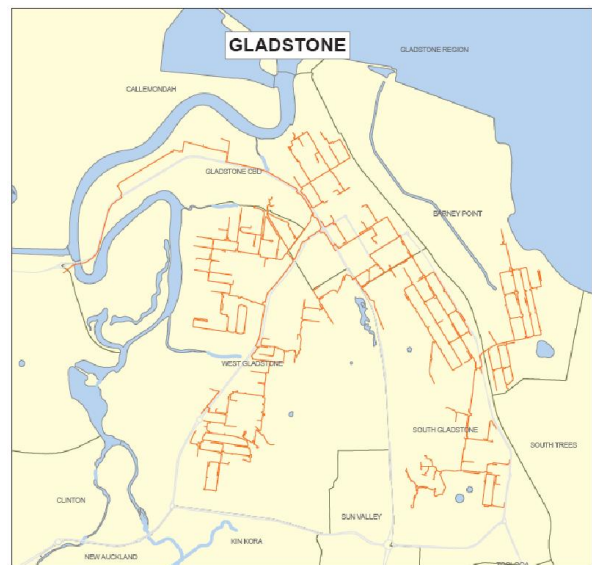 GLADSTONE
GLADSTONE REGION
CALLEMONDAH
GLADSTONE CBD
BARNEY POINT
WEST GLADSTONE
SOUTH GLADSTONE
SOUTH TREES
CLINTON
SUN VALLEY
KIN KORA
NEW AUCKLAND